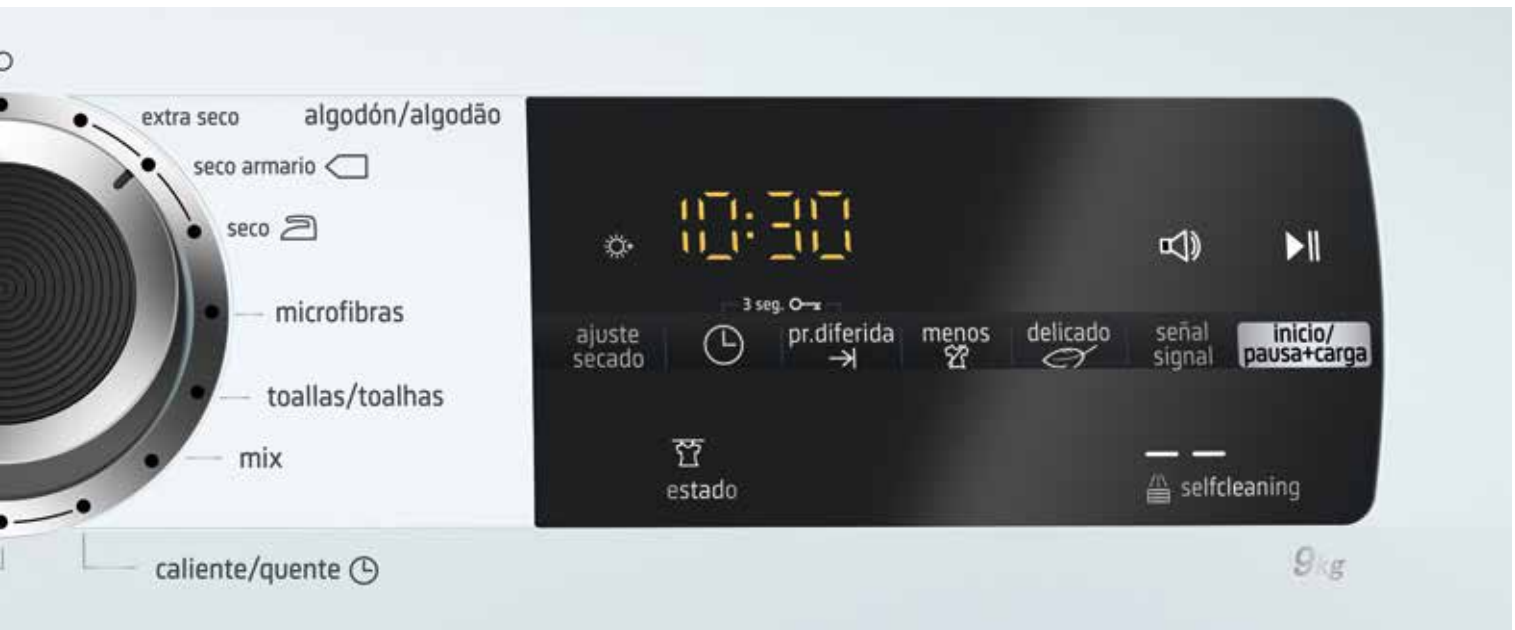 extra seco
algodón/algodão
seco armario
seco
microfibras
toallas/toalhas
mix
caliente/quente
10:30
3 seg.
ajuste
secado
pr.diferida
menos
delicado
señal
signal
inicio/
pausa+carga
estado
selfcleaning
9kg